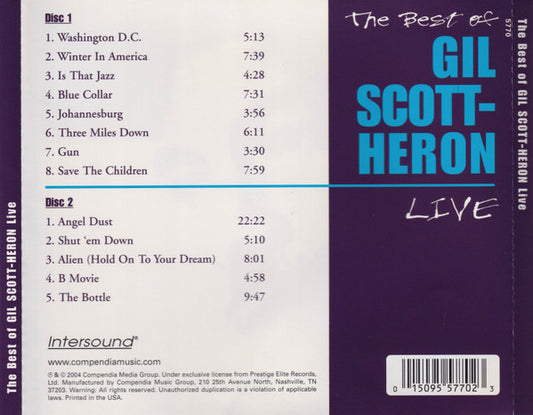 The Best of GIL SCOTT-HERON Live
Disc 1
1. Washington D.C. 5:13
2. Winter In America 7:39
3. Is That Jazz 4:28
4. Blue Collar 7:31
5. Johannesburg 3:56
6. Three Miles Down 6:11
7. Gun 3:30
8. Save The Children 7:59
Disc 2
1. Angel Dust 22:22
2. Shut 'em Down 5:10
3. Alien (Hold On To Your Dream) 8:01
4. B Movie 4:58
5. The Bottle 9:47
Intersound®
www.compendiamusic.com
℗ & © 2004 Compendia Media Group. Under exclusive license from Prestige Elite Records,
Ltd. Manufactured by Compendia Music Group, 210 25th Avenue North, Nashville, TN
37203. Warning: All rights reserved. Unauthorized duplication is a violation of applicable
laws. Printed in the USA.
The Best of
GIL
SCOTT-
HERON
LIVE
0 15095 57702 3
5770
The Best of GIL SCOTT-HERON Live